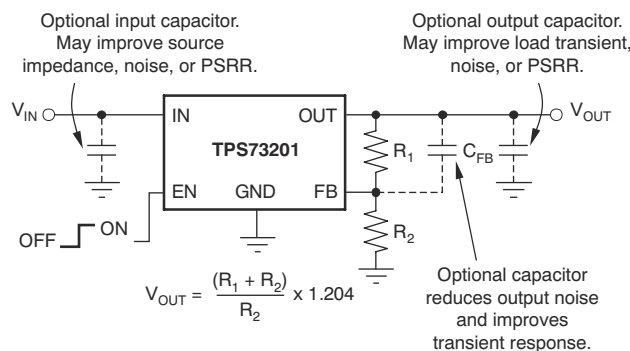 Optional input capacitor.
May improve source
impedance, noise, or PSRR.
Optional output capacitor.
May improve load transient,
noise, or PSRR.
VIN
IN
OUT
VOUT
TPS73201
R1
CFB
EN
GND
FB
OFF
ON
R2
VOUT = (R1 + R2) / R2 x 1.204
Optional capacitor
reduces output noise
and improves
transient response.